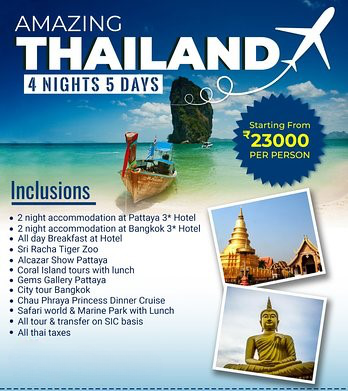 AMAZING
THAILAND
4 NIGHTS 5 DAYS
Starting From
₹23000
PER PERSON
Inclusions
• 2 night accommodation at Pattaya 3* Hotel
• 2 night accommodation at Bangkok 3* Hotel
• All day Breakfast at Hotel
• Sri Racha Tiger Zoo
• Alcazar Show Pattaya
• Coral Island tours with lunch
• Gems Gallery Pattaya
• City tour Bangkok
• Chau Phraya Princess Dinner Cruise
• Safari world & Marine Park with Lunch
• All tour & transfer on SIC basis
• All thai taxes